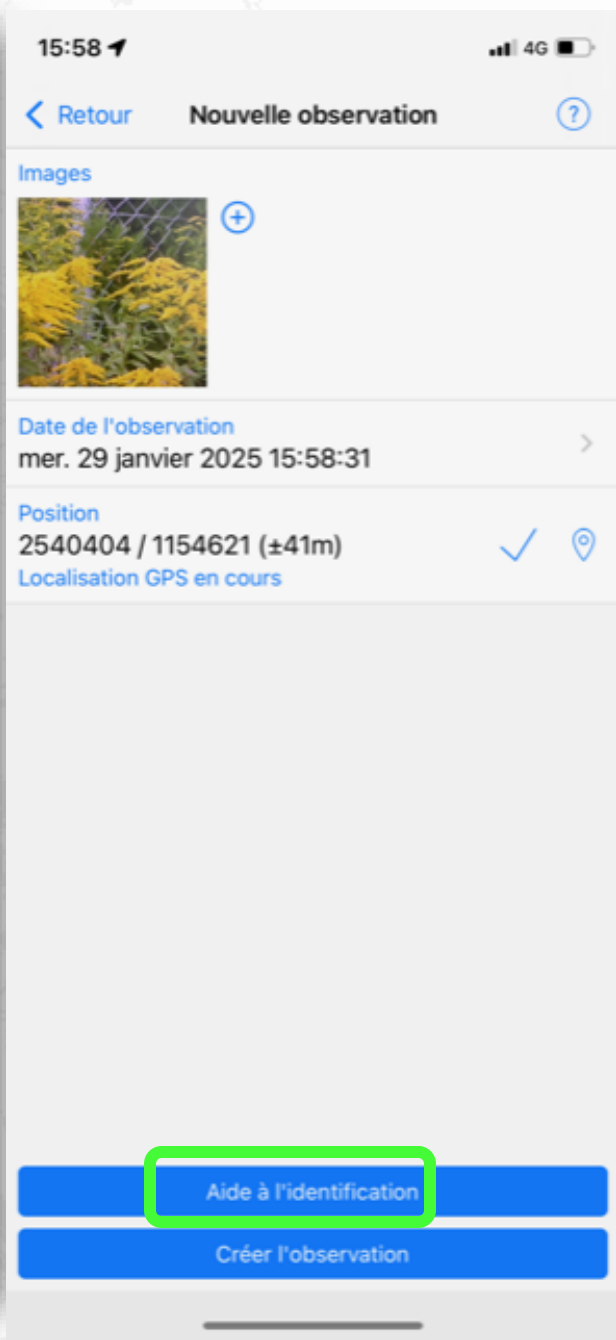 15:58
4G
Retour
Nouvelle observation
?
Images
Date de l'observation
mer. 29 janvier 2025 15:58:31
Position
2540404 / 1154621 (±41m)
Localisation GPS en cours
Aide à l'identification
Créer l'observation